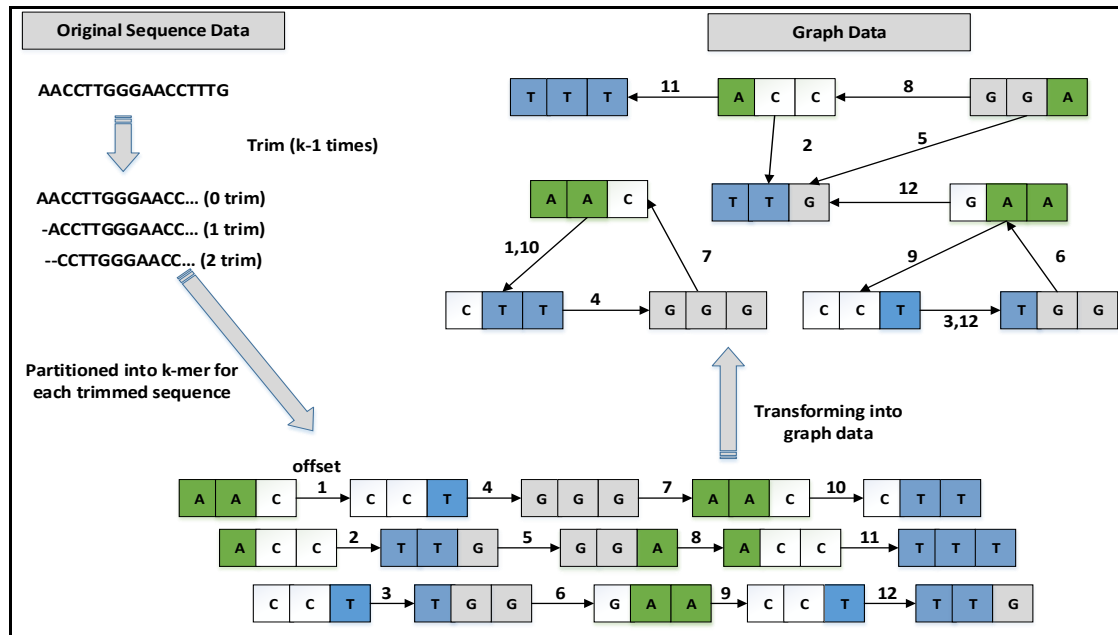 Original Sequence Data
AACCTTGGGAACCTTTG
Trim (k-1 times)
AACCTTGGGAACC... (0 trim)
-ACCTTGGGAACC... (1 trim)
--CCTTGGGAACC... (2 trim)
Partitioned into k-mer for
each trimmed sequence
Graph Data
T T T 11 A C C 8 G G A
2 5
A A C T T G 12 G A A
1,10 7 9 6
C T T 4 G G G C C T 3,12 T G G
Transforming into
graph data
offset
A A C 1 C C T 4 G G G 7 A A C 10 C T T
A C C 2 T T G 5 G G A 8 A C C 11 T T T
C C T 3 T G G 6 G A A 9 C C T 12 T T G